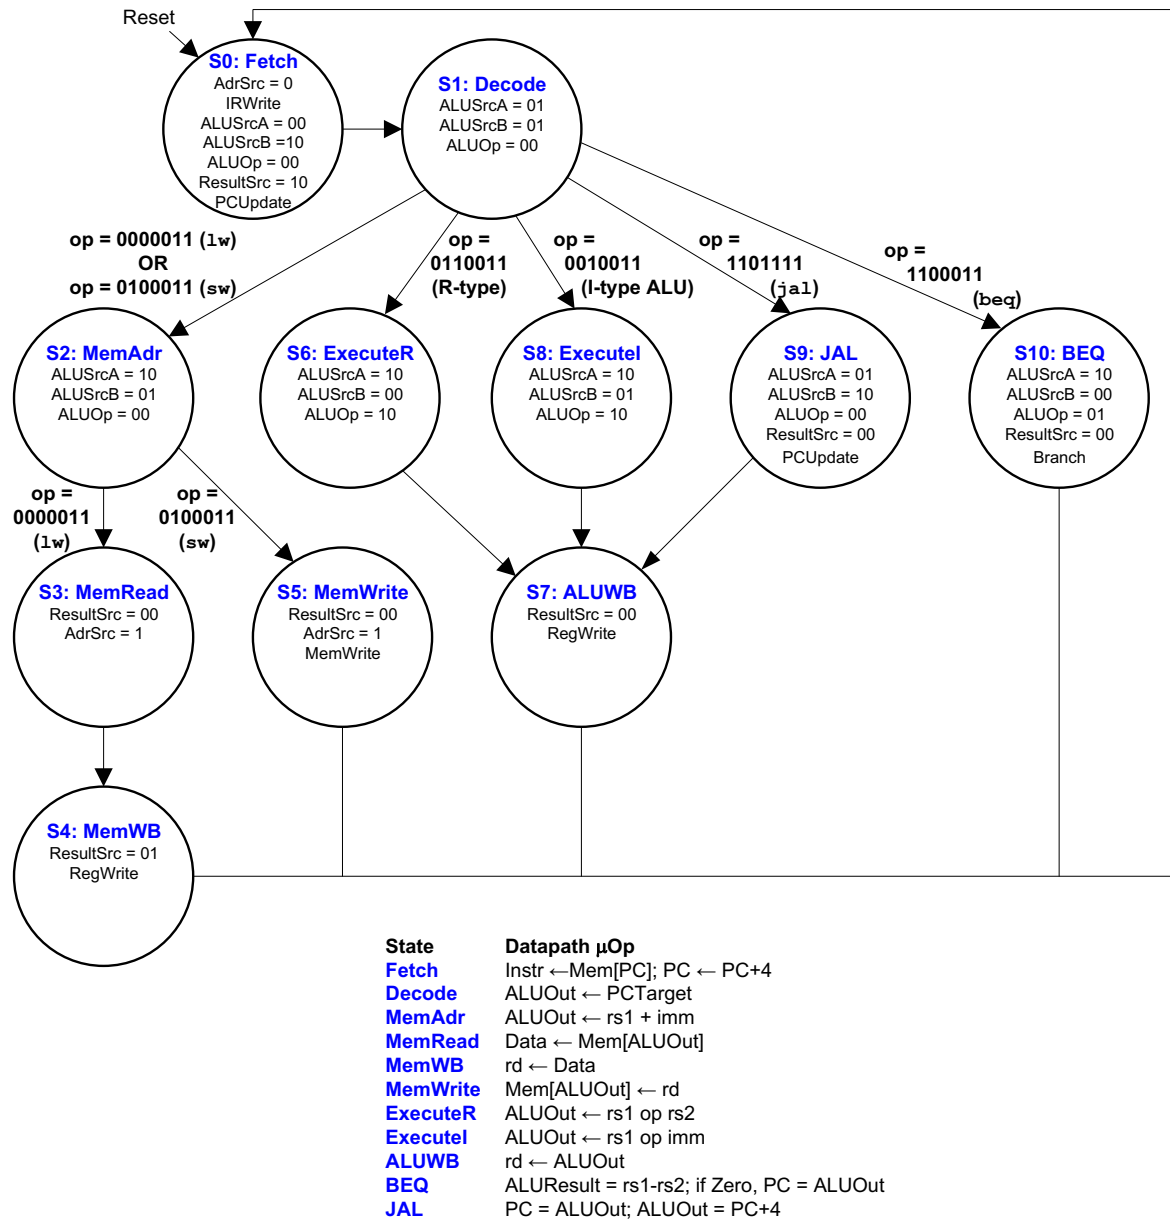 Reset
S0: Fetch
AdrSrc = 0
IRWrite
ALUSrcA = 00
ALUSrcB =10
ALUOp = 00
ResultSrc = 10
PCUpdate
S1: Decode
ALUSrcA = 01
ALUSrcB = 01
ALUOp = 00
op = 0000011 (lw)
OR
op = 0100011 (sw)
op =
0110011
(R-type)
op =
0010011
(I-type ALU)
op =
1101111
(jal)
op =
1100011
(beq)
S2: MemAdr
ALUSrcA = 10
ALUSrcB = 01
ALUOp = 00
S6: ExecuteR
ALUSrcA = 10
ALUSrcB = 00
ALUOp = 10
S8: ExecuteI
ALUSrcA = 10
ALUSrcB = 01
ALUOp = 10
S9: JAL
ALUSrcA = 01
ALUSrcB = 10
ALUOp = 00
ResultSrc = 00
PCUpdate
S10: BEQ
ALUSrcA = 10
ALUSrcB = 00
ALUOp = 01
ResultSrc = 00
Branch
op =
0000011
(lw)
op =
0100011
(sw)
S3: MemRead
ResultSrc = 00
AdrSrc = 1
S5: MemWrite
ResultSrc = 00
AdrSrc = 1
MemWrite
S7: ALUWB
ResultSrc = 00
RegWrite
S4: MemWB
ResultSrc = 01
RegWrite
State Datapath µOp
Fetch Instr ←Mem[PC]; PC ← PC+4
Decode ALUOut ← PCTarget
MemAdr ALUOut ← rs1 + imm
MemRead Data ← Mem[ALUOut]
MemWB rd ← Data
MemWrite Mem[ALUOut] ← rd
ExecuteR ALUOut ← rs1 op rs2
ExecuteI ALUOut ← rs1 op imm
ALUWB rd ← ALUOut
BEQ ALUResult = rs1-rs2; if Zero, PC = ALUOut
JAL PC = ALUOut; ALUOut = PC+4